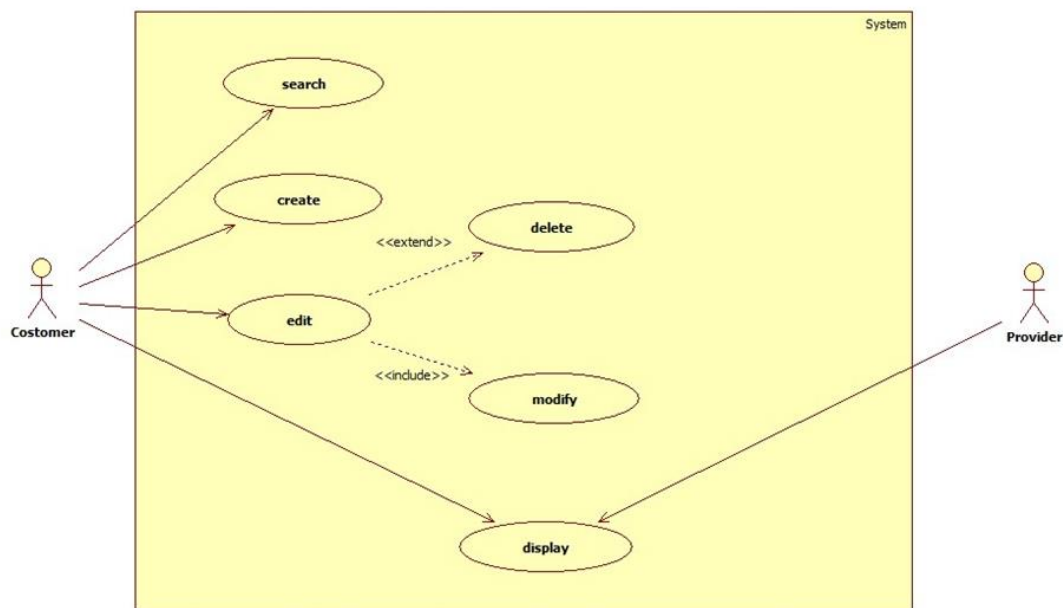 System
search
create
delete
<<extend>>
edit
Costomer
Provider
<<include>>
modify
display